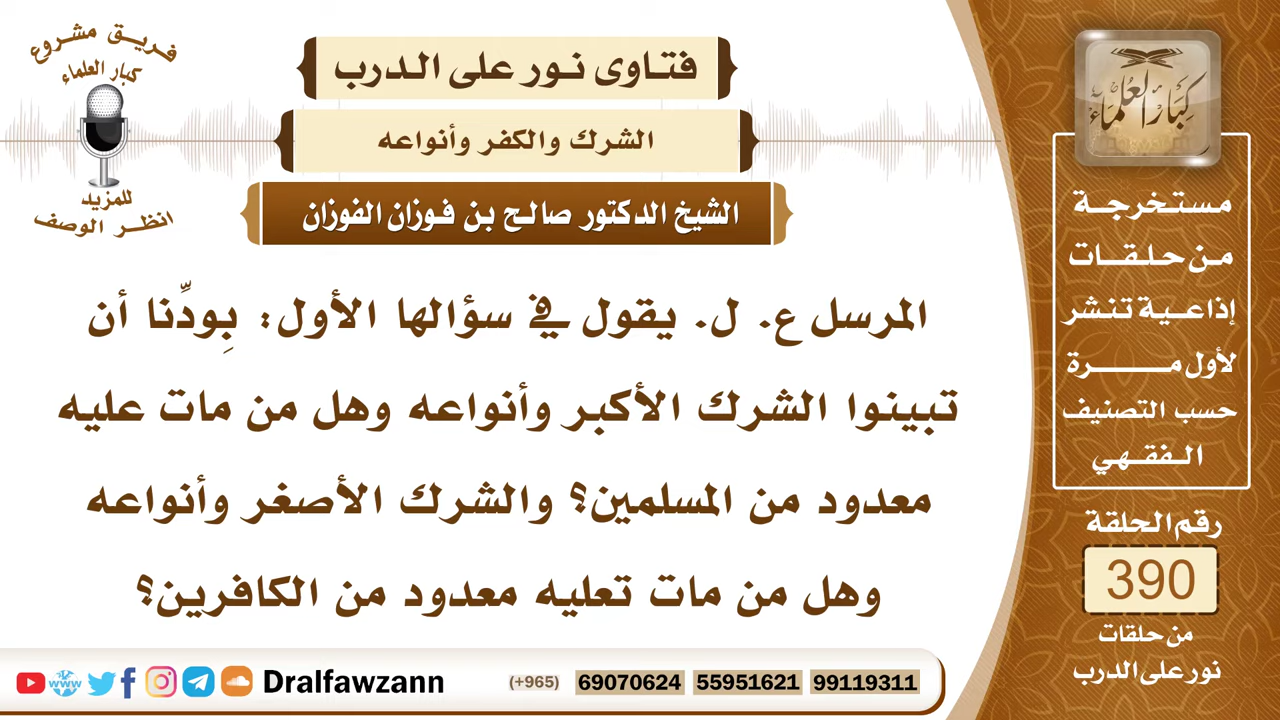 فريق مشروع
كبار العلماء
للمزيد
انظر الوصف
فتاوى نور على الدرب
الشرك والكفر وأنواعه
الشيخ الدكتور صالح بن فوزان الفوزان
المرسل ع. ل. يقول في سؤالها الأول: بِودِّنا أن
تبينوا الشرك الأكبر وأنواعه وهل من مات عليه
معدود من المسلمين؟ والشرك الأصغر وأنواعه
وهل من مات تعليه معدود من الكافرين؟
كبار العلماء
مستخرجة
من حلقات
إذاعية تنشر
لأول مرة
حسب التصنيف
الفقهي
رقم الحلقة
390
من حلقات
نور على الدرب
www
Dralfawzann
(+965) 69070624 55951621 99119311